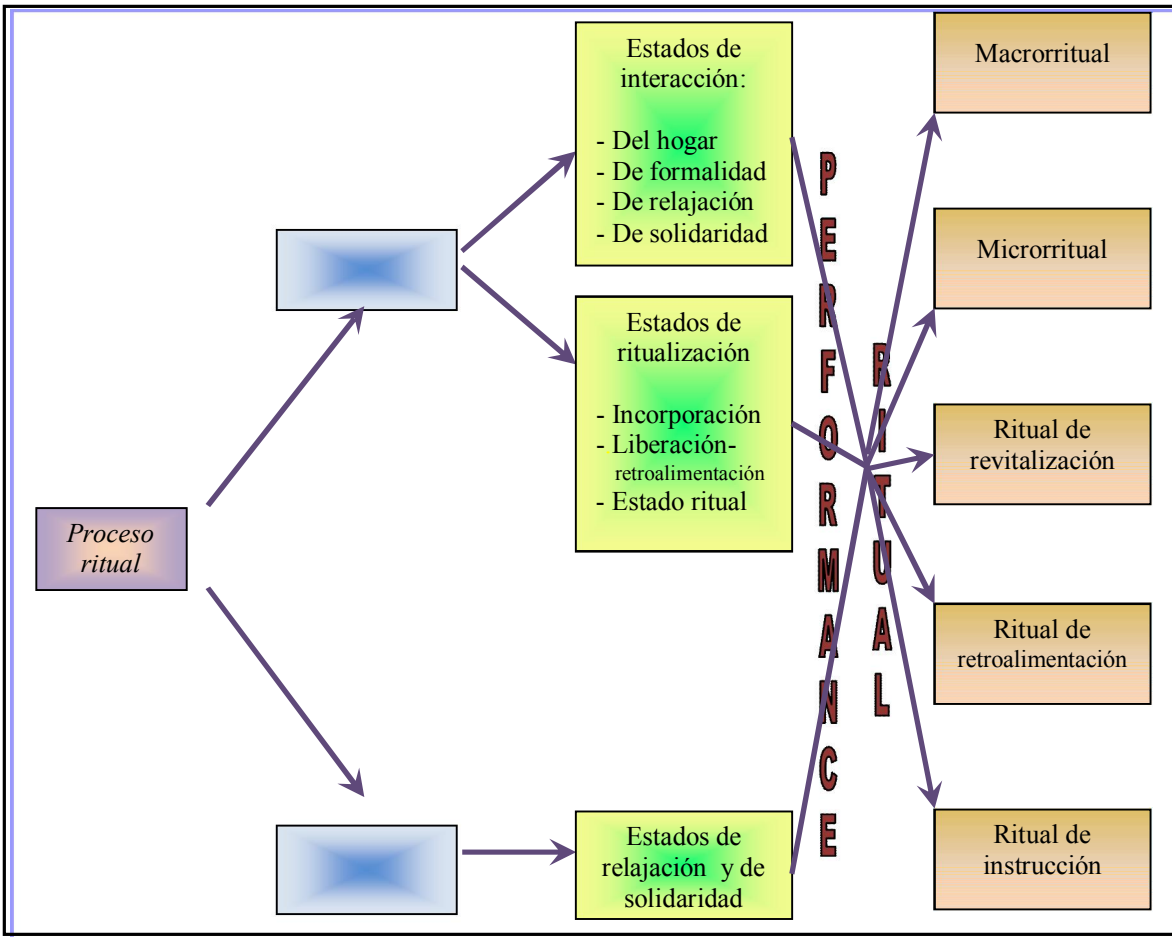 Proceso
ritual
Estados de
interacción:
- Del hogar
- De formalidad
- De relajación
- De solidaridad
Estados de
ritualización
- Incorporación
- Liberación-
retroalimentación
- Estado ritual
Estados de
relajación y de
solidaridad
PERFORMANCE
RITUAL
Macrorritual
Microrritual
Ritual de
revitalización
Ritual de
retroalimentación
Ritual de
instrucción